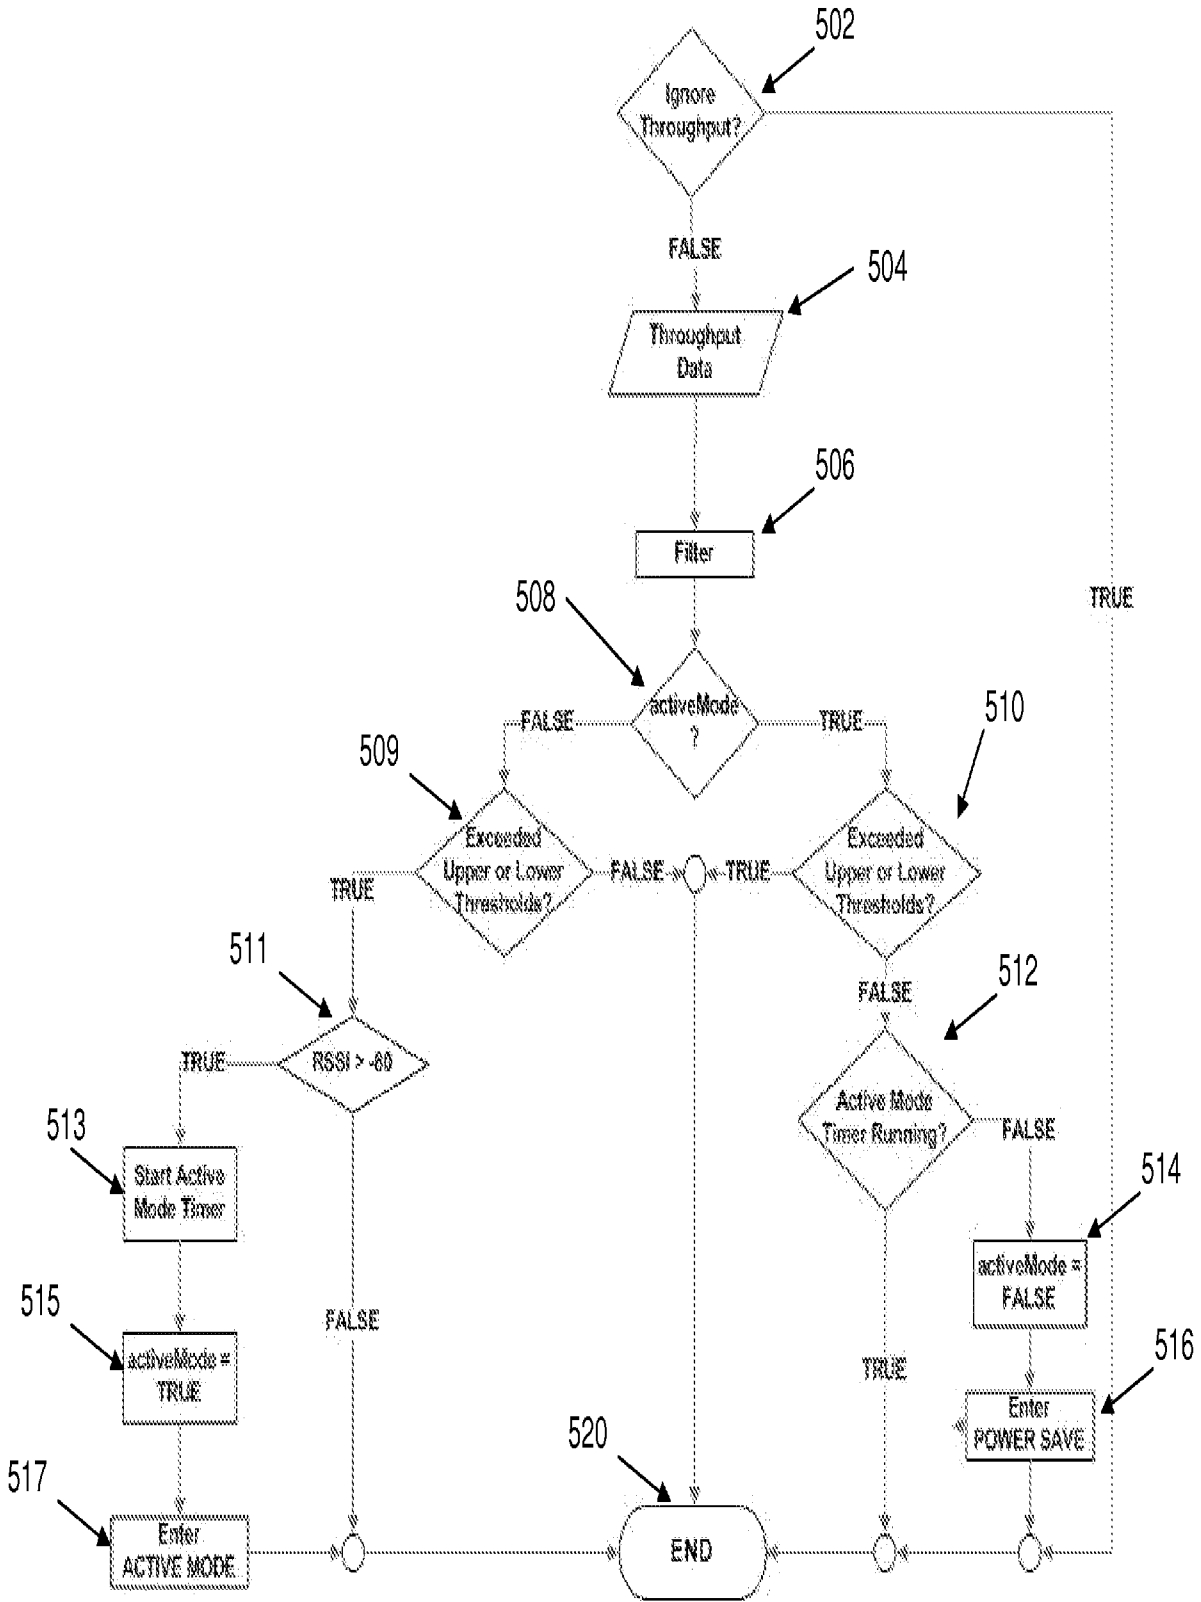 502
Ignore
Throughput?
FALSE
504
Throughput
Data
506
Filter
508
TRUE
activeMode
?
FALSE
TRUE
510
509
Exceeded
Upper or Lower
Thresholds?
Exceeded
Upper or Lower
Thresholds?
FALSE
TRUE
TRUE
511
FALSE
512
RSSI > -80
TRUE
Active Mode
Timer Running?
FALSE
513
Start Active
Mode Timer
514
activeMode =
FALSE
515
FALSE
activeMode =
TRUE
TRUE
516
Enter
POWER SAVE
520
517
Enter
ACTIVE MODE
END